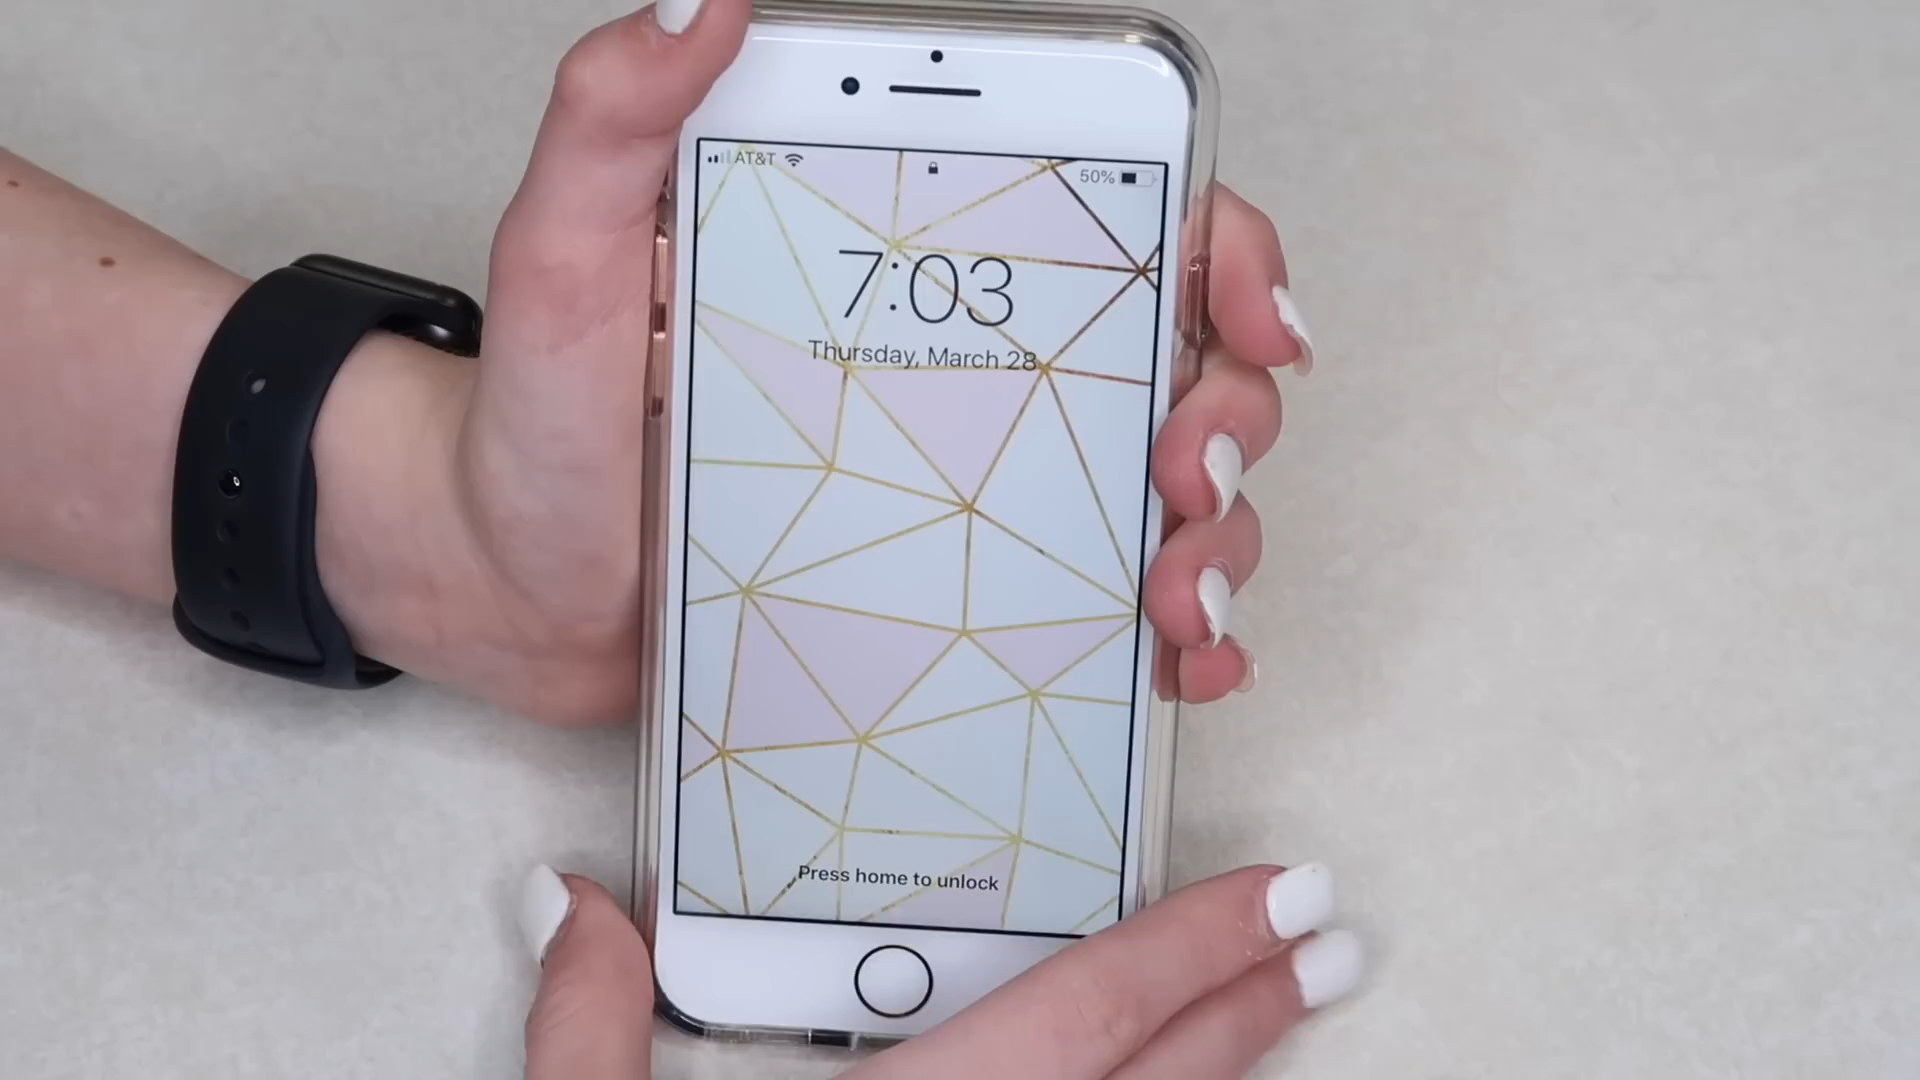 AT&T
50%
7:03
Thursday, March 28
Press home to unlock